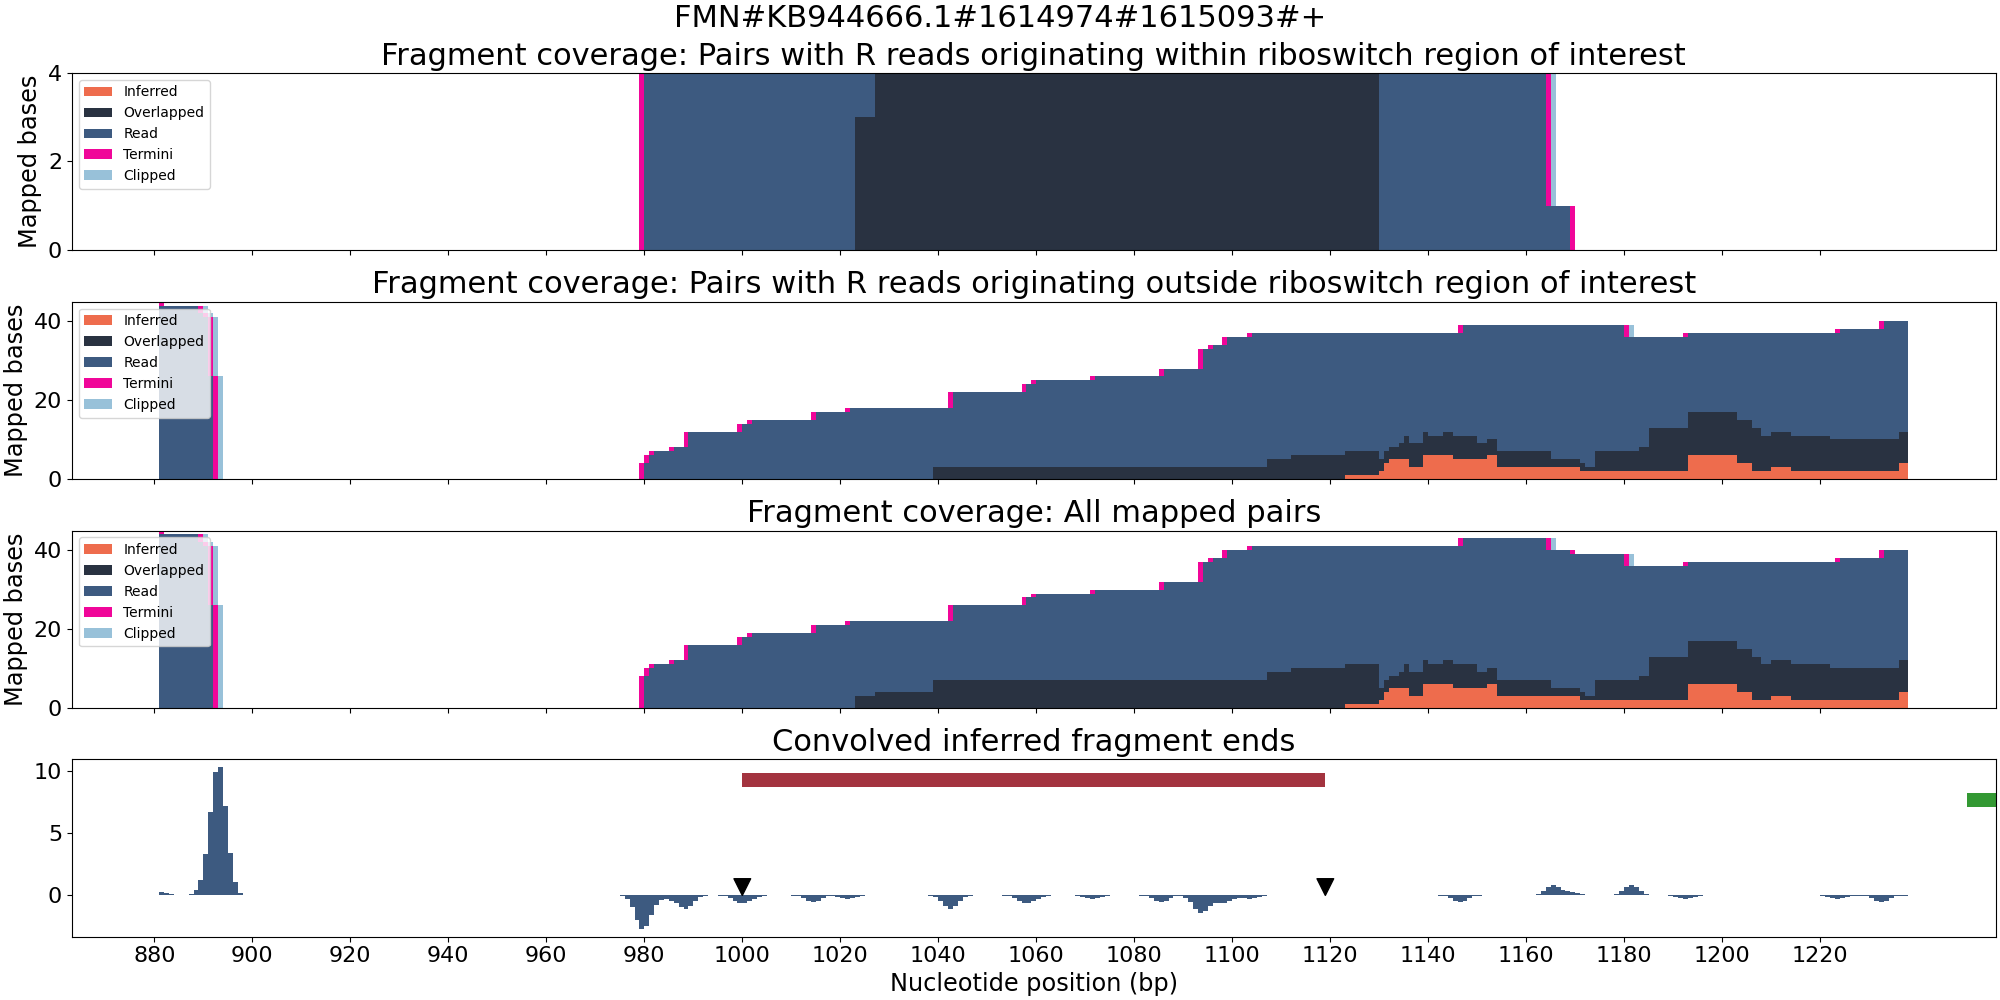 FMN#KB944666.1#1614974#1615093#+
Fragment coverage: Pairs with R reads originating within riboswitch region of interest
Mapped bases
4
2
0
Inferred
Overlapped
Read
Termini
Clipped
Fragment coverage: Pairs with R reads originating outside riboswitch region of interest
Mapped bases
40
20
0
Inferred
Overlapped
Read
Termini
Clipped
Fragment coverage: All mapped pairs
Mapped bases
40
20
0
Inferred
Overlapped
Read
Termini
Clipped
Convolved inferred fragment ends
10
5
0
880 900 920 940 960 980 1000 1020 1040 1060 1080 1100 1120 1140 1160 1180 1200 1220
Nucleotide position (bp)